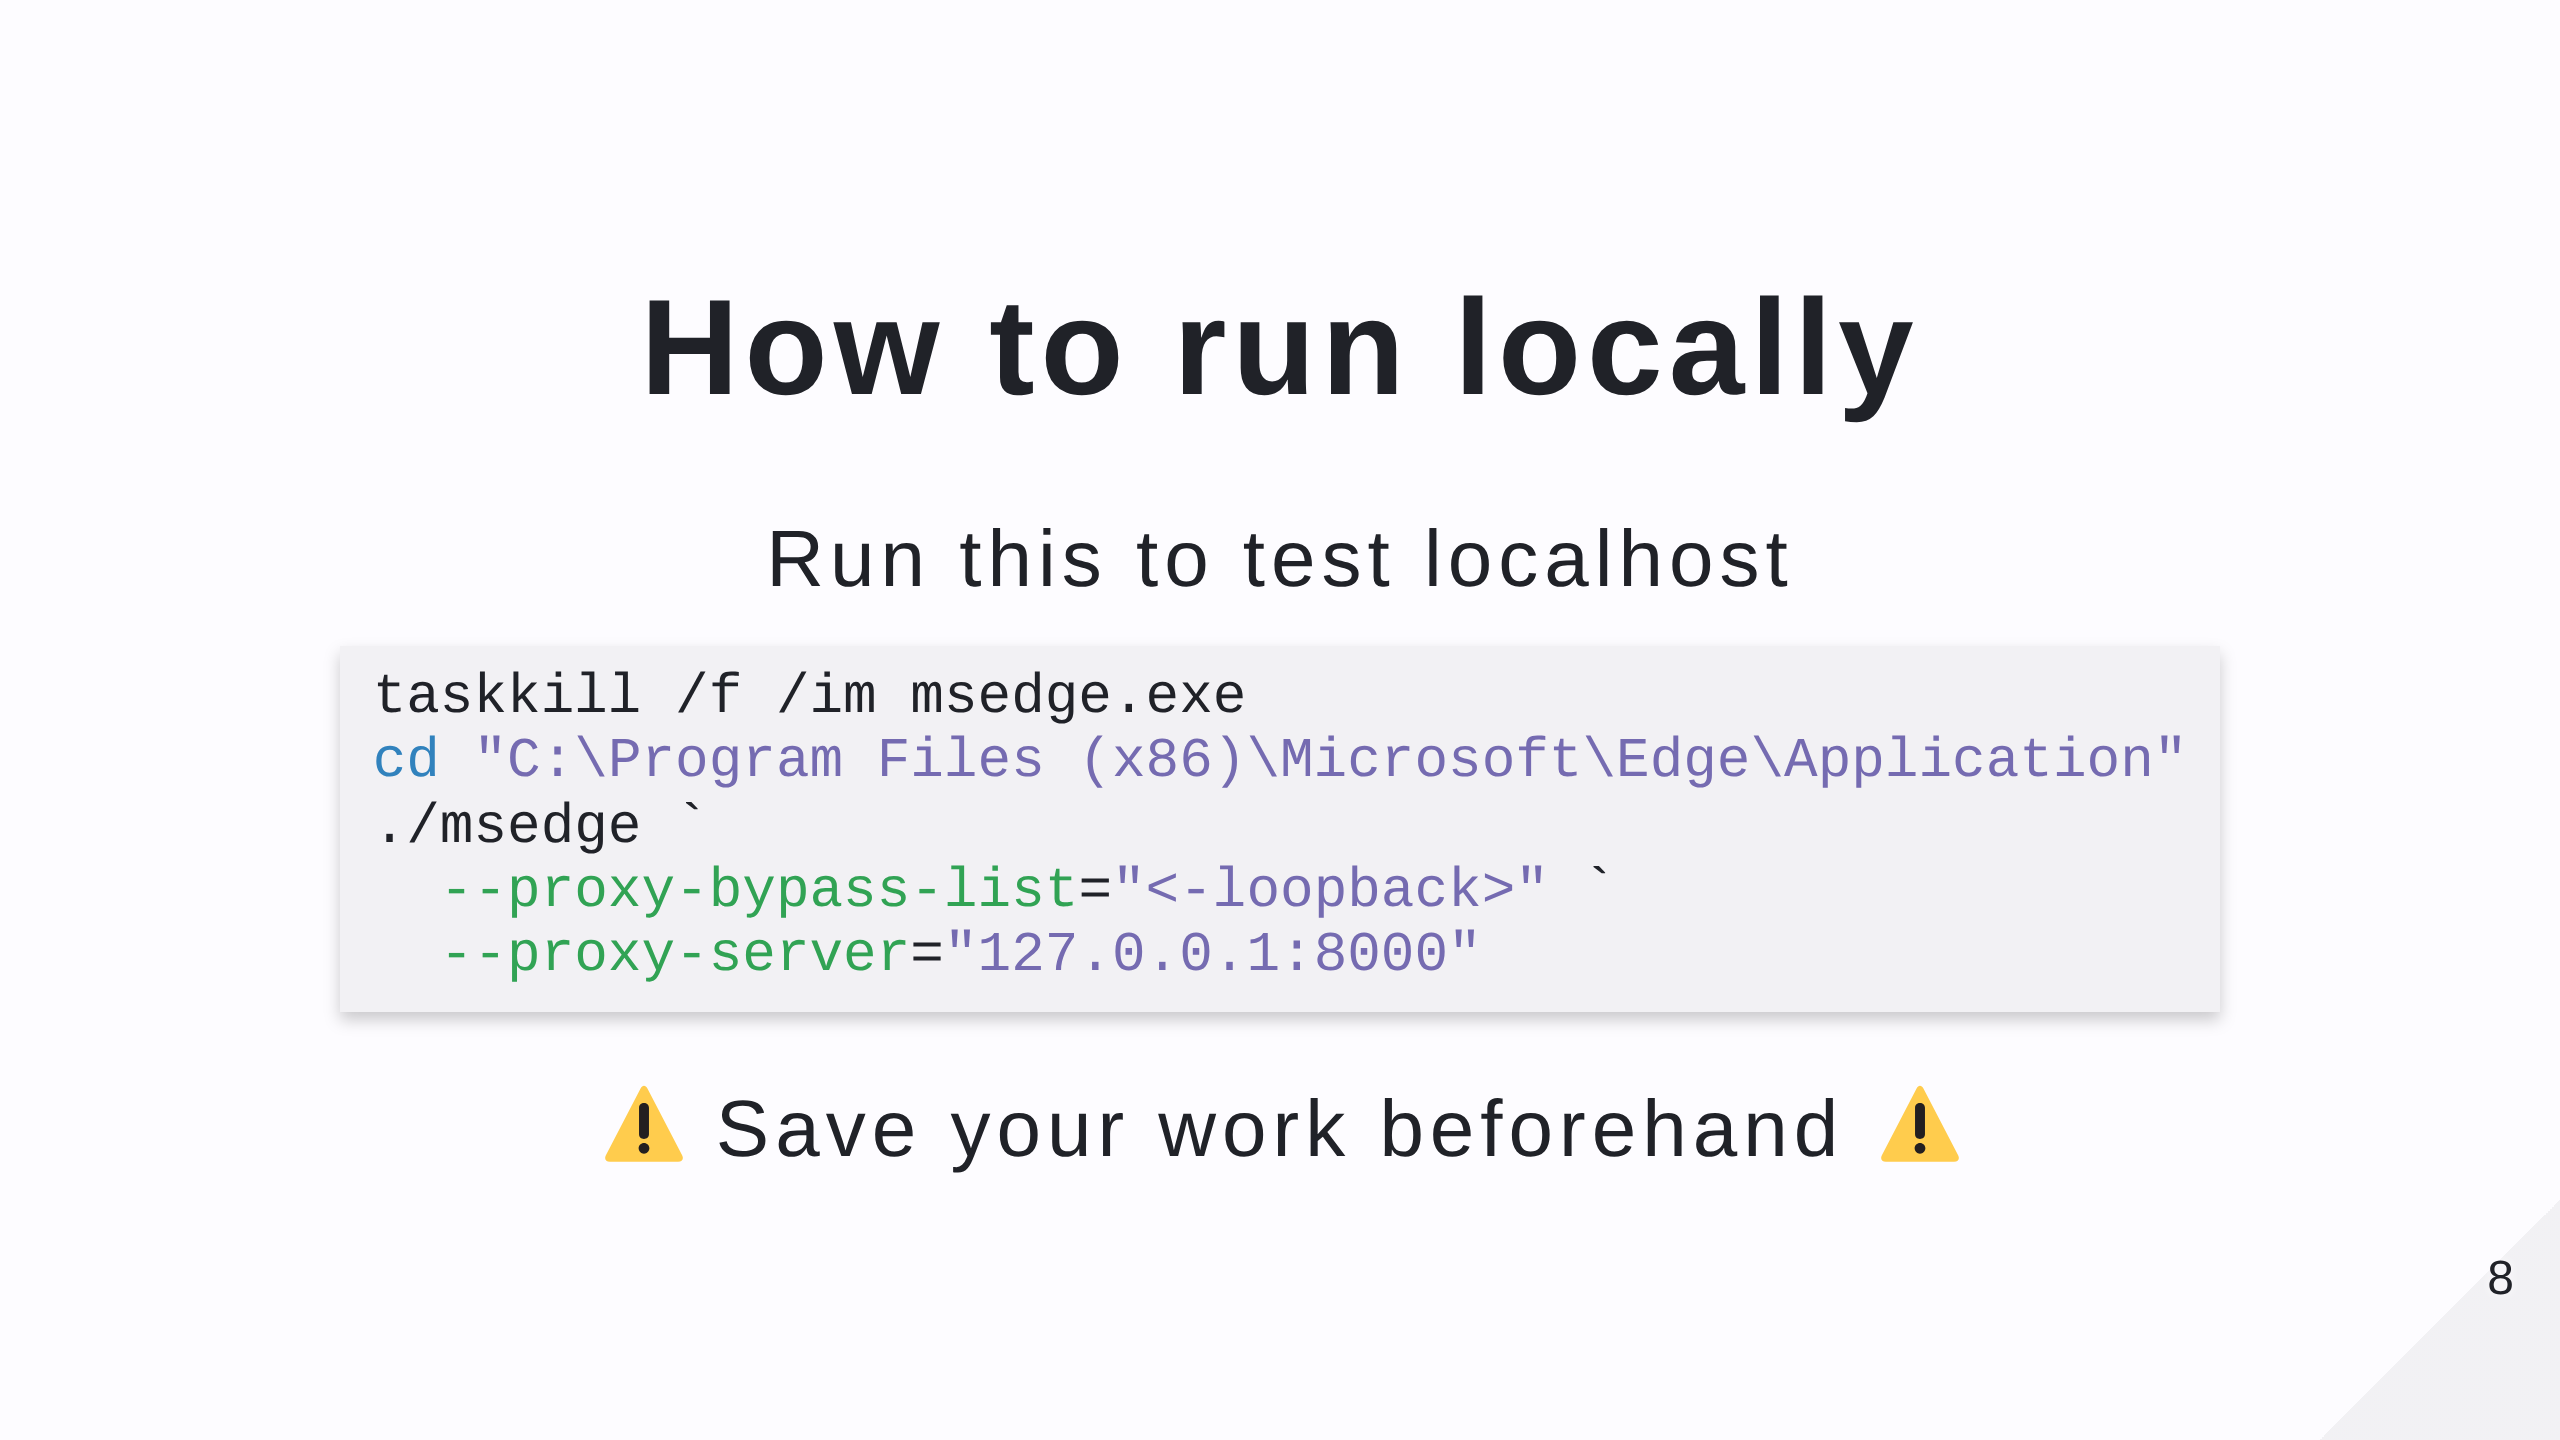 How to run locally
Run this to test localhost
taskkill /f /im msedge.exe
cd "C:\Program Files (x86)\Microsoft\Edge\Application"
./msedge `
  --proxy-bypass-list="<-loopback>" `
  --proxy-server="127.0.0.1:8000"
⚠️ Save your work beforehand ⚠️
8